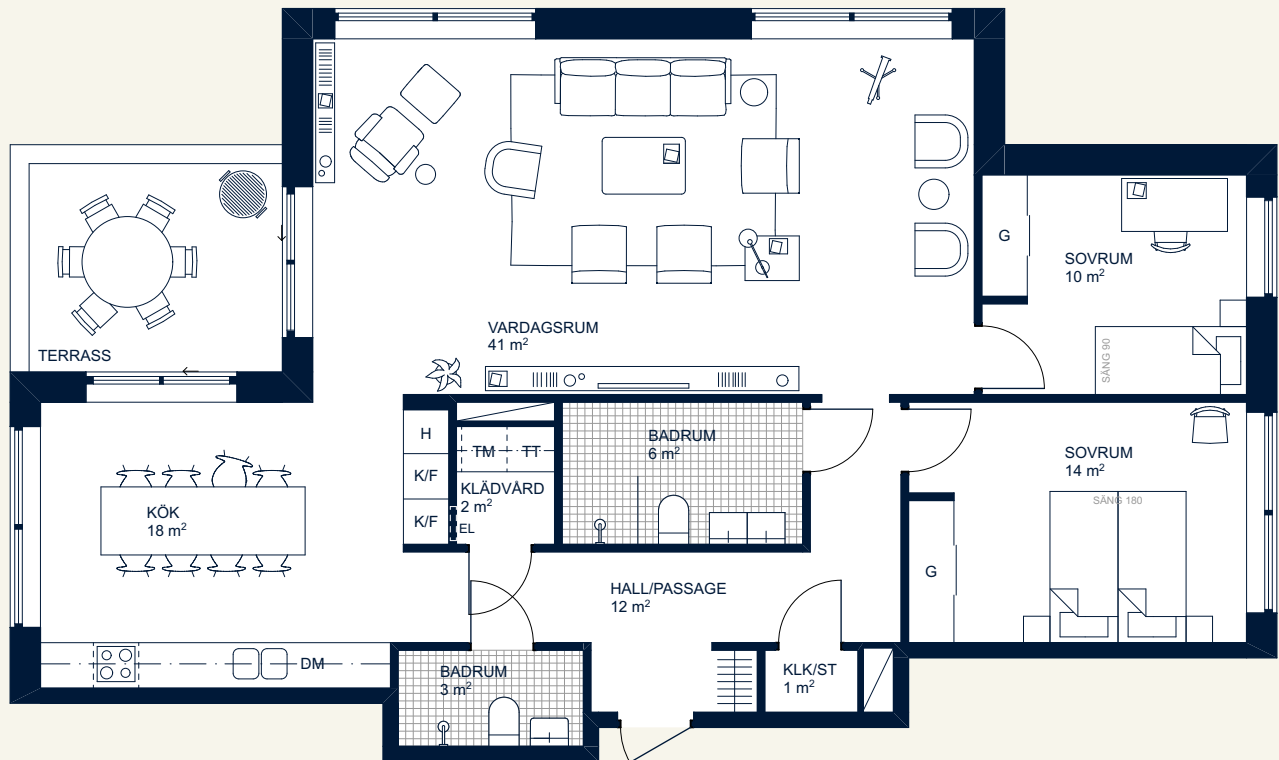 G
SOVRUM
10 m²
VARDAGSRUM
41 m²
TERRASS
SÄNG 90
H
K/F
K/F
TM
TT
KLÄDVÅRD
2 m²
EL
BADRUM
6 m²
SOVRUM
14 m²
SÄNG 180
G
KÖK
18 m²
HALL/PASSAGE
12 m²
DM
BADRUM
3 m²
KLK/ST
1 m²